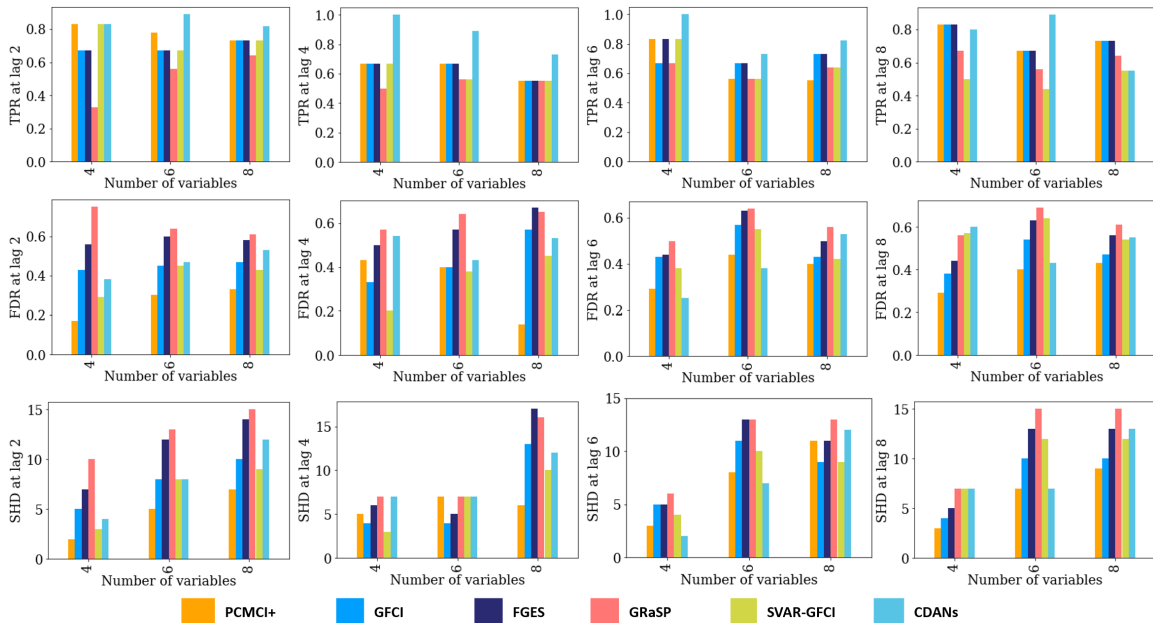 TPR at lag 2
0.8
0.6
0.4
0.2
0.0
4 6 8
Number of variables
TPR at lag 4
1.0
0.8
0.6
0.4
0.2
0.0
4 6 8
Number of variables
TPR at lag 6
1.0
0.8
0.6
0.4
0.2
0.0
4 6 8
Number of variables
TPR at lag 8
0.8
0.6
0.4
0.2
0.0
4 6 8
Number of variables
FDR at lag 2
0.6
0.4
0.2
0.0
4 6 8
Number of variables
FDR at lag 4
0.6
0.4
0.2
0.0
4 6 8
Number of variables
FDR at lag 6
0.6
0.4
0.2
0.0
4 6 8
Number of variables
FDR at lag 8
0.8
0.6
0.4
0.2
0.0
4 6 8
Number of variables
SHD at lag 2
15
10
5
0
4 6 8
Number of variables
SHD at lag 4
15
10
5
0
4 6 8
Number of variables
SHD at lag 6
15
10
5
0
4 6 8
Number of variables
SHD at lag 8
15
10
5
0
4 6 8
Number of variables
PCMCI+ GFCI FGES GRaSP SVAR-GFCI CDANs